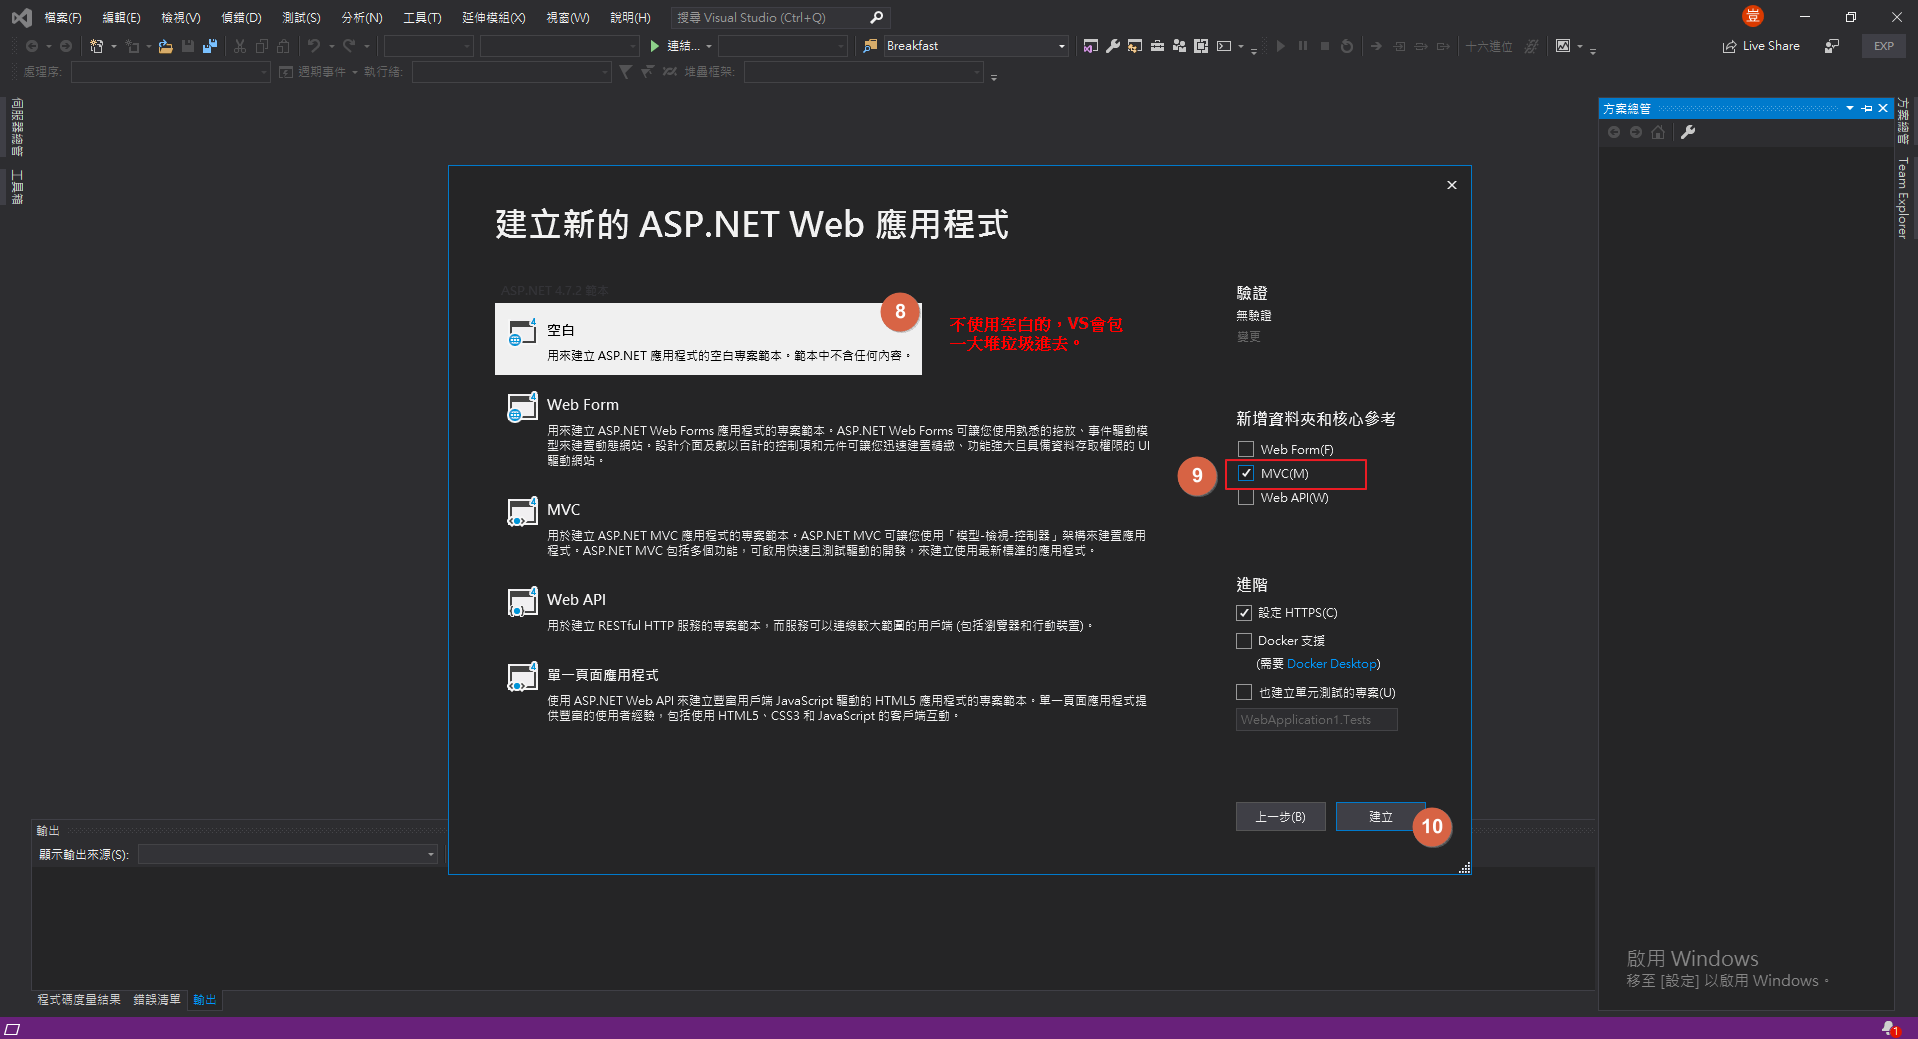 檔案(F) 編輯(E) 檢視(V) 偵錯(D) 測試(S) 分析(N) 工具(T) 延伸模組(X) 視窗(W) 說明(H) 搜尋 Visual Studio (Ctrl+Q) 豈
連結... Breakfast 十六進位 Live Share EXP
處理序: 週期事件 執行緒: 堆疊框架:
伺服器總管
工具箱
方案總管
方案總管
Team Explorer
建立新的 ASP.NET Web 應用程式
ASP.NET 4.7.2 範本
空白
用來建立 ASP.NET 應用程式的空白專案範本。範本中不含任何內容。
8
不使用空白的，VS會包
一大堆垃圾進去。
Web Form
用來建立 ASP.NET Web Forms 應用程式的專案範本。ASP.NET Web Forms 可讓您使用熟悉的拖放、事件驅動模
型來建置動態網站。設計介面及數以百計的控制項和元件可讓您迅速建置精緻、功能強大且具備資料存取權限的 UI
驅動網站。
MVC
用於建立 ASP.NET MVC 應用程式的專案範本。ASP.NET MVC 可讓您使用「模型-檢視-控制器」架構來建置應用
程式。ASP.NET MVC 包括多個功能，可啟用快速且測試驅動的開發，來建立使用最新標準的應用程式。
Web API
用於建立 RESTful HTTP 服務的專案範本，而服務可以連線較大範圍的用戶端 (包括瀏覽器和行動裝置)。
單一頁面應用程式
使用 ASP.NET Web API 來建立豐富用戶端 JavaScript 驅動的 HTML5 應用程式的專案範本。單一頁面應用程式提
供豐富的使用者經驗，包括使用 HTML5、CSS3 和 JavaScript 的客戶端互動。
驗證
無驗證
變更
新增資料夾和核心參考
Web Form(F)
9
MVC(M)
Web API(W)
進階
設定 HTTPS(C)
Docker 支援
(需要 Docker Desktop)
也建立單元測試的專案(U)
WebApplication1.Tests
上一步(B) 建立 10
輸出
顯示輸出來源(S):
程式碼度量結果 錯誤清單 輸出
啟用 Windows
移至 [設定] 以啟用 Windows。
1